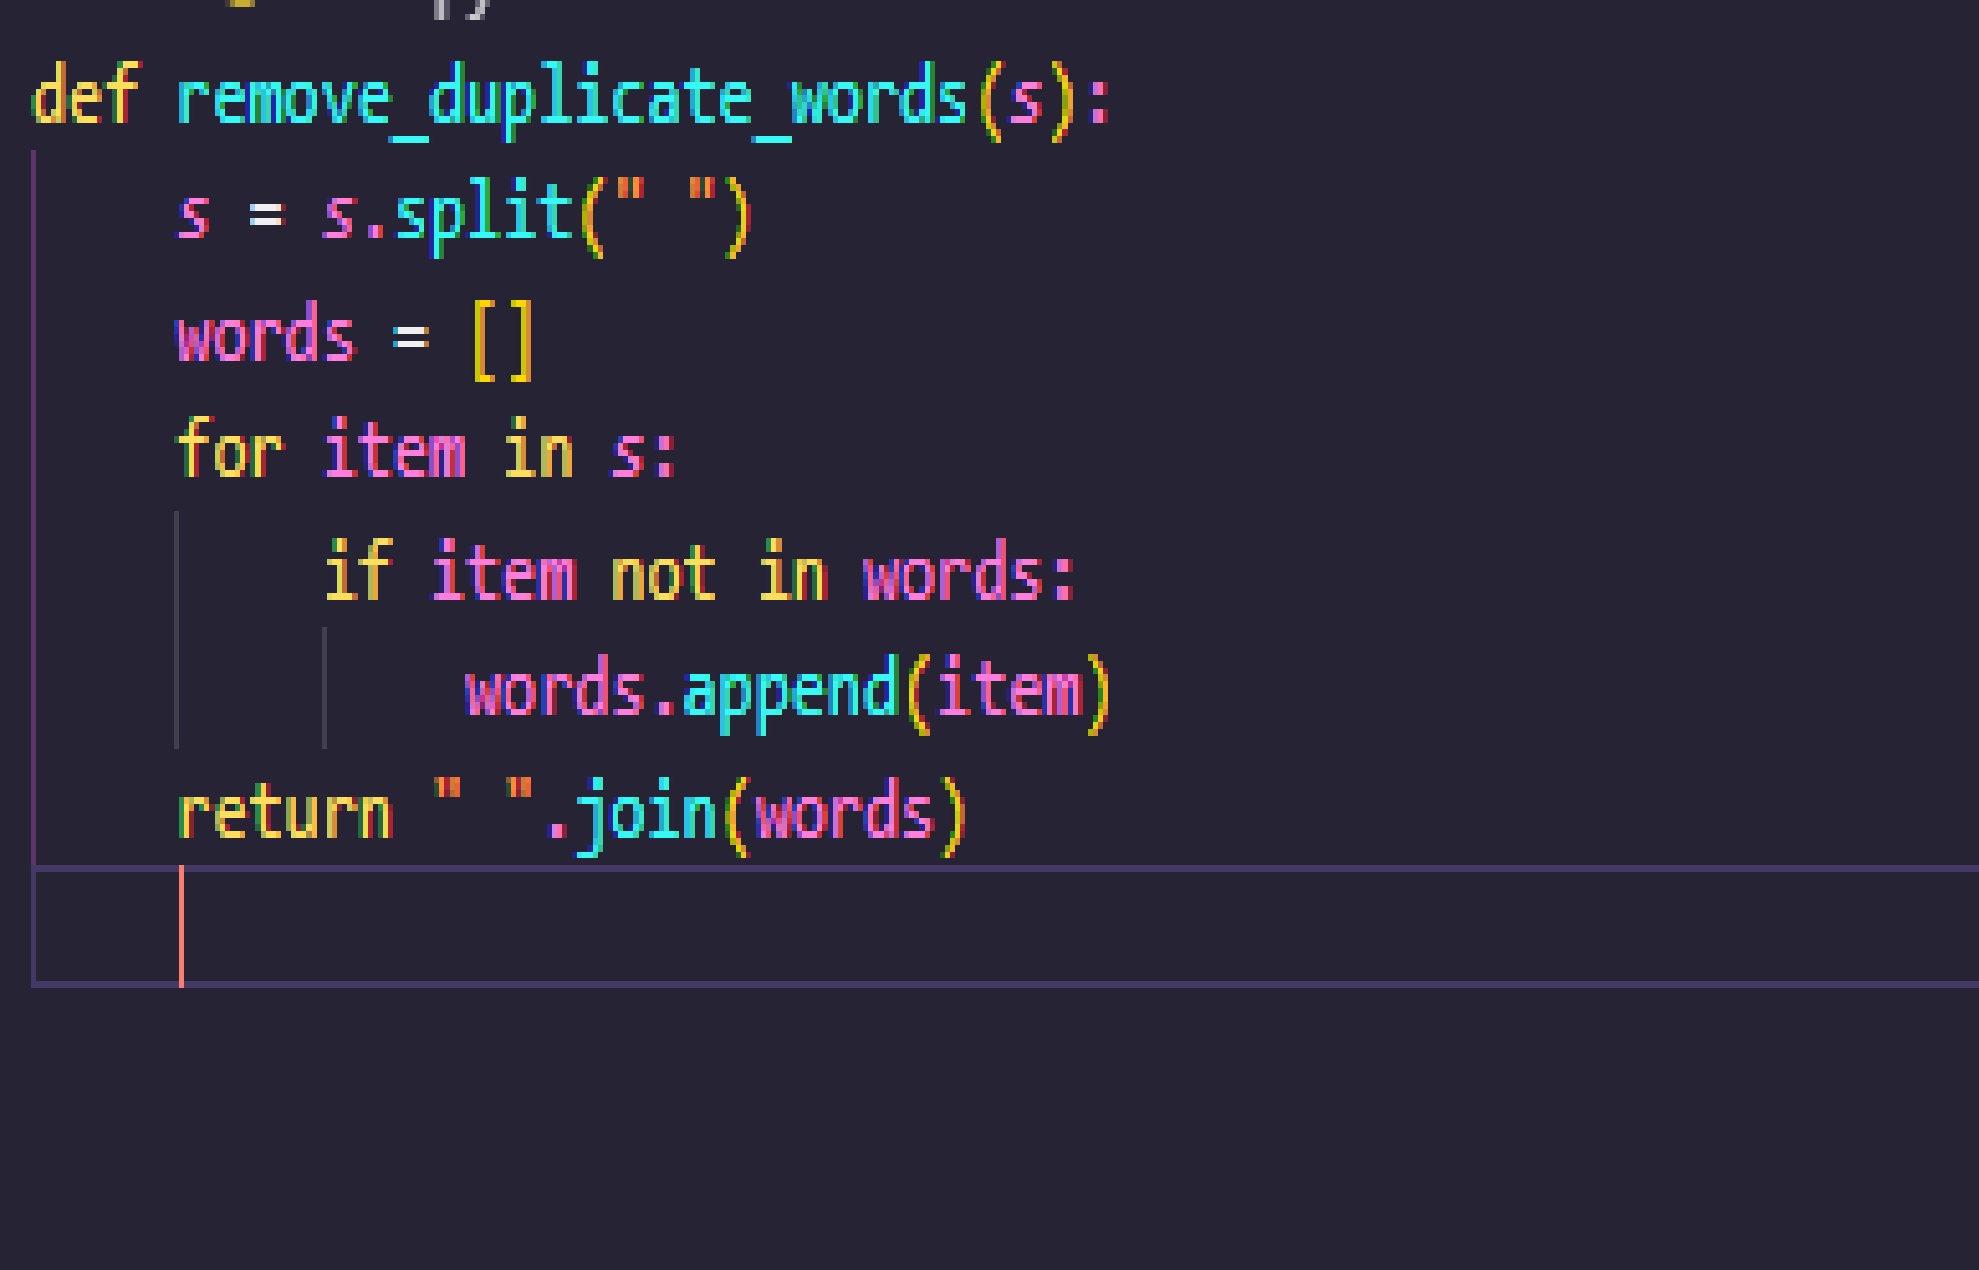 def remove_duplicate_words(s):
    s = s.split(" ")
    words = []
    for item in s:
        if item not in words:
            words.append(item)
    return " ".join(words)